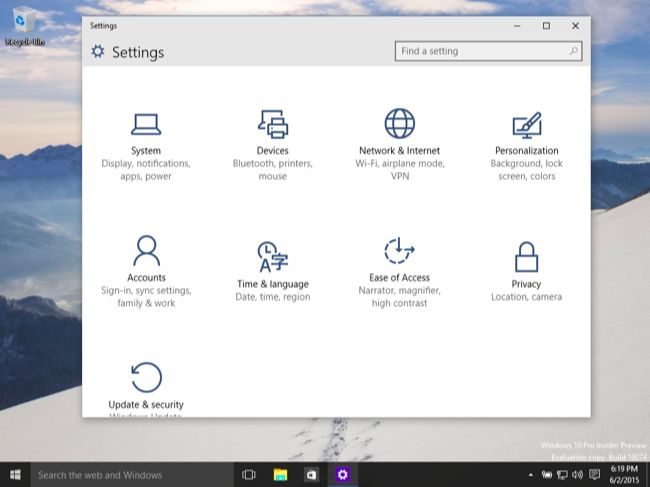 Recycle Bin
Settings
Settings
Find a setting
System
Display, notifications,
apps, power
Devices
Bluetooth, printers,
mouse
Network & Internet
Wi-Fi, airplane mode,
VPN
Personalization
Background, lock
screen, colors
Accounts
Sign-in, sync settings,
family & work
Time & language
Date, time, region
Ease of Access
Narrator, magnifier,
high contrast
Privacy
Location, camera
Update & security
Windows Update,
Windows 10 Pro Insider Preview
Evaluation copy. Build 10074
Search the web and Windows
6:19 PM
6/2/2015